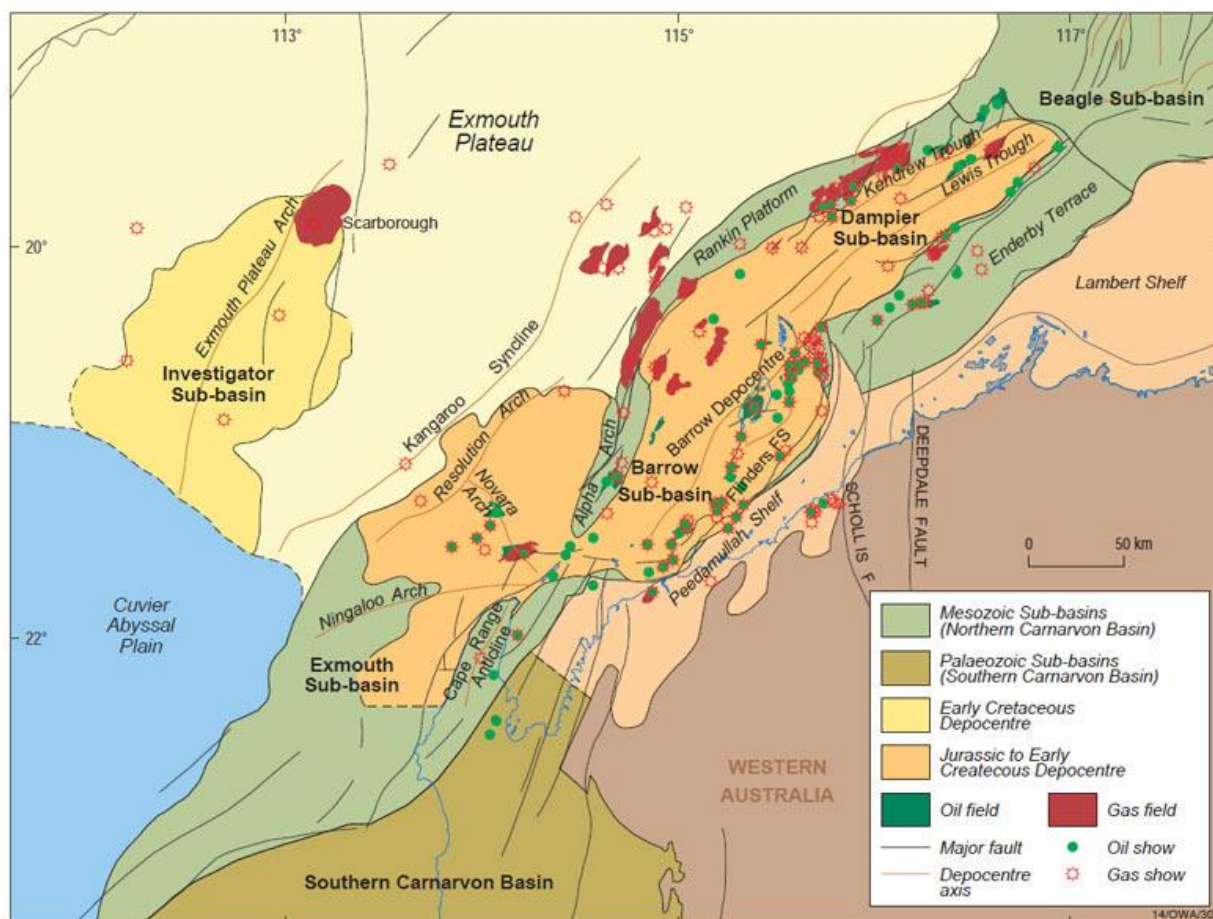 113°
115°
117°
20°
22°
Exmouth
Plateau
Beagle Sub-basin
Kendrew Trough
Lewis Trough
Rankin Platform
Dampier
Sub-basin
Enderby Terrace
Lambert Shelf
Scarborough
Exmouth Plateau Arch
Investigator
Sub-basin
Kangaroo
Syncline
Resolution
Arch
Novara
Arch
Alpha
Arch
Barrow Depocentre
Barrow
Sub-basin
Flinders FS
Peedamullah Shelf
SCHOLL IS F
DEEPDALE FAULT
0
50 km
Cuvier
Abyssal
Plain
Ningaloo Arch
Exmouth
Sub-basin
Cape Range
Anticline
WESTERN
AUSTRALIA
Southern Carnarvon Basin
Mesozoic Sub-basins
(Northern Carnarvon Basin)
Palaeozoic Sub-basins
(Southern Carnarvon Basin)
Early Cretaceous
Depocentre
Jurassic to Early
Createcous Depocentre
Oil field
Gas field
Major fault
Oil show
Depocentre
axis
Gas show
14/OWA/30